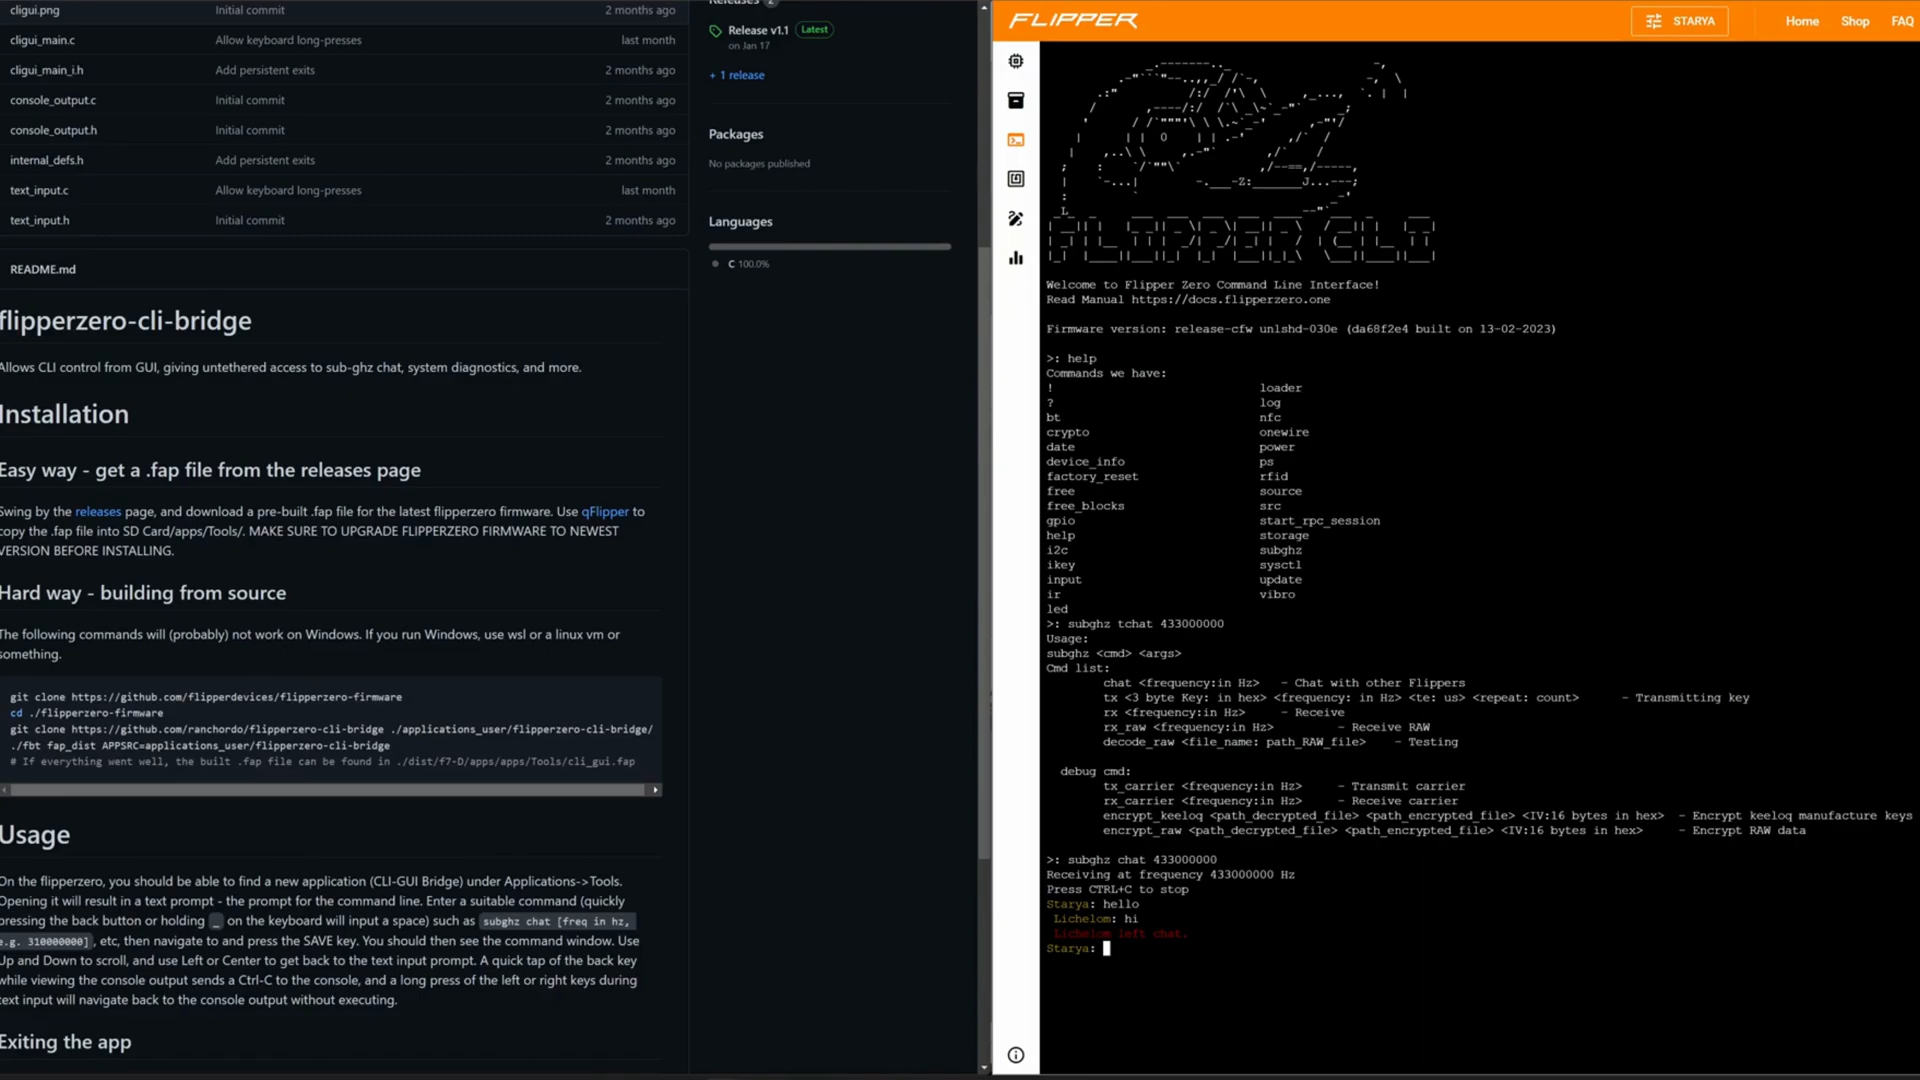 cligui.png Initial commit 2 months ago
cligui_main.c Allow keyboard long-presses last month
cligui_main_i.h Add persistent exits 2 months ago
console_output.c Initial commit 2 months ago
console_output.h Initial commit 2 months ago
internal_defs.h Add persistent exits 2 months ago
text_input.c Allow keyboard long-presses last month
text_input.h Initial commit 2 months ago
README.md
flipperzero-cli-bridge
Allows CLI control from GUI, giving untethered access to sub-ghz chat, system diagnostics, and more.
Installation
Easy way - get a .fap file from the releases page
Swing by the releases page, and download a pre-built .fap file for the latest flipperzero firmware. Use qFlipper to
copy the .fap file into SD Card/apps/Tools/. MAKE SURE TO UPGRADE FLIPPERZERO FIRMWARE TO NEWEST
VERSION BEFORE INSTALLING.
Hard way - building from source
The following commands will (probably) not work on Windows. If you run Windows, use wsl or a linux vm or
something.
git clone https://github.com/flipperdevices/flipperzero-firmware
cd ./flipperzero-firmware
git clone https://github.com/ranchordo/flipperzero-cli-bridge ./applications_user/flipperzero-cli-bridge/
./fbt fap_dist APPSRC=applications_user/flipperzero-cli-bridge
# If everything went well, the built .fap file can be found in ./dist/f7-D/apps/apps/Tools/cli_gui.fap
Usage
On the flipperzero, you should be able to find a new application (CLI-GUI Bridge) under Applications->Tools.
Opening it will result in a text prompt - the prompt for the command line. Enter a suitable command (quickly
pressing the back button or holding _ on the keyboard will input a space) such as subghz chat [freq in hz,
e.g. 310000000], etc, then navigate to and press the SAVE key. You should then see the command window. Use
Up and Down to scroll, and use Left or Center to get back to the text input prompt. A quick tap of the back key
while viewing the console output sends a Ctrl-C to the console, and a long press of the left or right keys during
text input will navigate back to the console output without executing.
Exiting the app
Releases 2
Release v1.1 Latest
on Jan 17
+ 1 release
Packages
No packages published
Languages
C 100.0%
FLIPPER STARYA Home Shop FAQ
FLIPPER CLI
Welcome to Flipper Zero Command Line Interface!
Read Manual https://docs.flipperzero.one
Firmware version: release-cfw unlshd-030e (da68f2e4 built on 13-02-2023)
>: help
Commands we have:
! loader
? log
bt nfc
crypto onewire
date power
device_info ps
factory_reset rfid
free source
free_blocks src
gpio start_rpc_session
help storage
i2c subghz
ikey sysctl
input update
ir vibro
led
>: subghz tchat 433000000
Usage:
subghz <cmd> <args>
Cmd list:
chat <frequency:in Hz> - Chat with other Flippers
tx <3 byte Key: in hex> <frequency: in Hz> <te: us> <repeat: count> - Transmitting key
rx <frequency:in Hz> - Receive
rx_raw <frequency:in Hz> - Receive RAW
decode_raw <file_name: path_RAW_file> - Testing
debug cmd:
tx_carrier <frequency:in Hz> - Transmit carrier
rx_carrier <frequency:in Hz> - Receive carrier
encrypt_keeloq <path_decrypted_file> <path_encrypted_file> <IV:16 bytes in hex> - Encrypt keeloq manufacture keys
encrypt_raw <path_decrypted_file> <path_encrypted_file> <IV:16 bytes in hex> - Encrypt RAW data
>: subghz chat 433000000
Receiving at frequency 433000000 Hz
Press CTRL+C to stop
Starya: hello
Lichelom: hi
Lichelom left chat.
Starya: